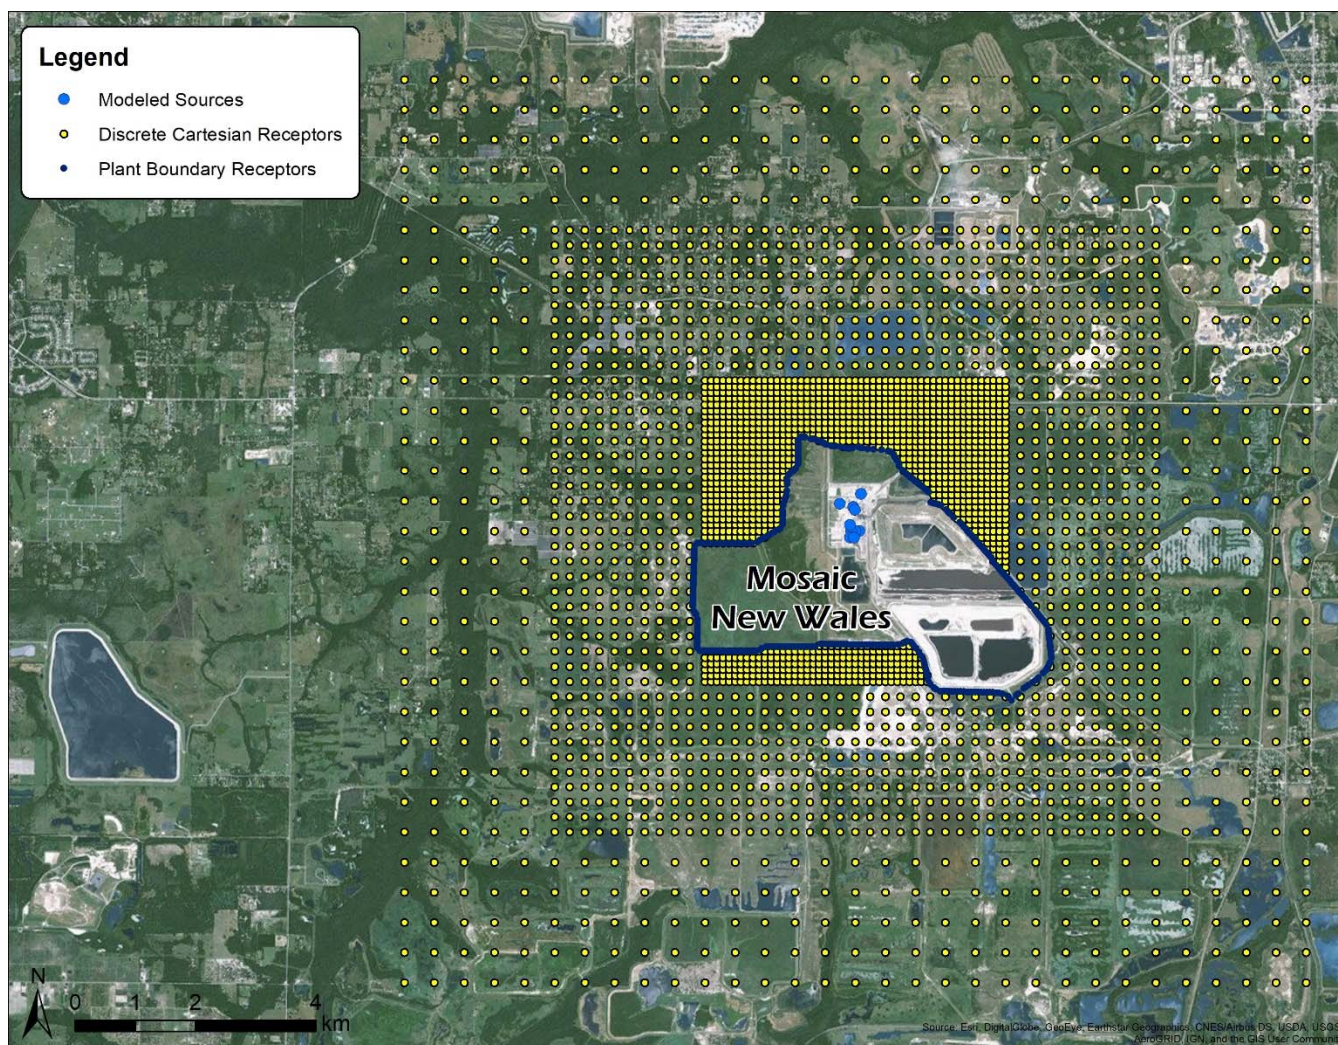 Legend
Modeled Sources
Discrete Cartesian Receptors
Plant Boundary Receptors
Mosaic
New Wales
N
0 1 2 4
km
Source: Esri, DigitalGlobe, GeoEye, Earthstar Geographics, CNES/Airbus DS, USDA, USGS
AeroGRID, IGN, and the GIS User Commun